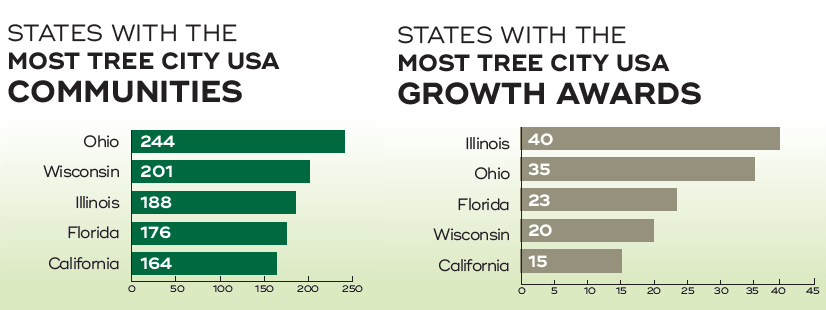 STATES WITH THE
MOST TREE CITY USA
COMMUNITIES
Ohio 244
Wisconsin 201
Illinois 188
Florida 176
California 164
0 50 100 150 200 250
STATES WITH THE
MOST TREE CITY USA
GROWTH AWARDS
Illinois 40
Ohio 35
Florida 23
Wisconsin 20
California 15
0 5 10 15 20 25 30 35 40 45